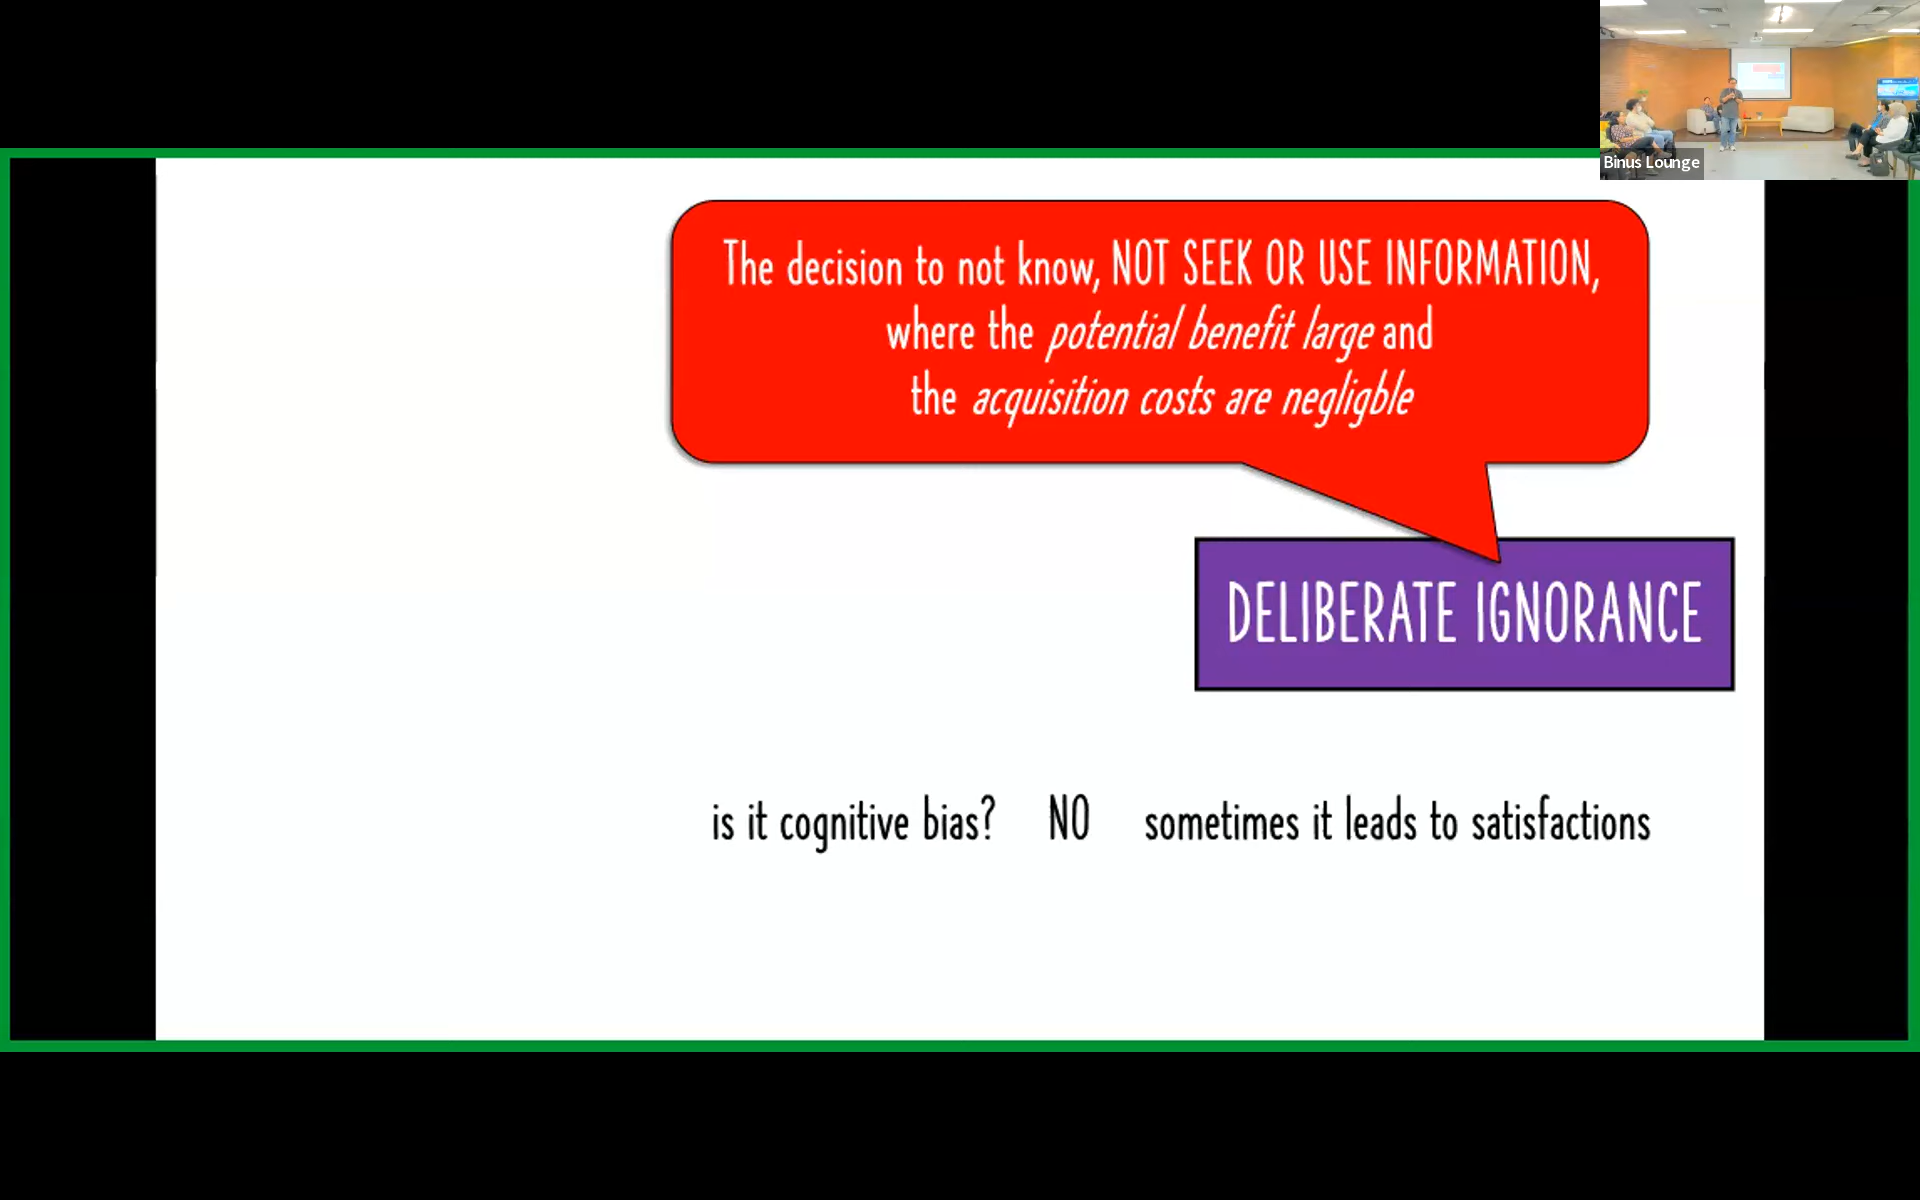 Binus Lounge
The decision to not know, NOT SEEK OR USE INFORMATION,
where the potential benefit large and
the acquisition costs are negligble
DELIBERATE IGNORANCE
is it cognitive bias? NO sometimes it leads to satisfactions